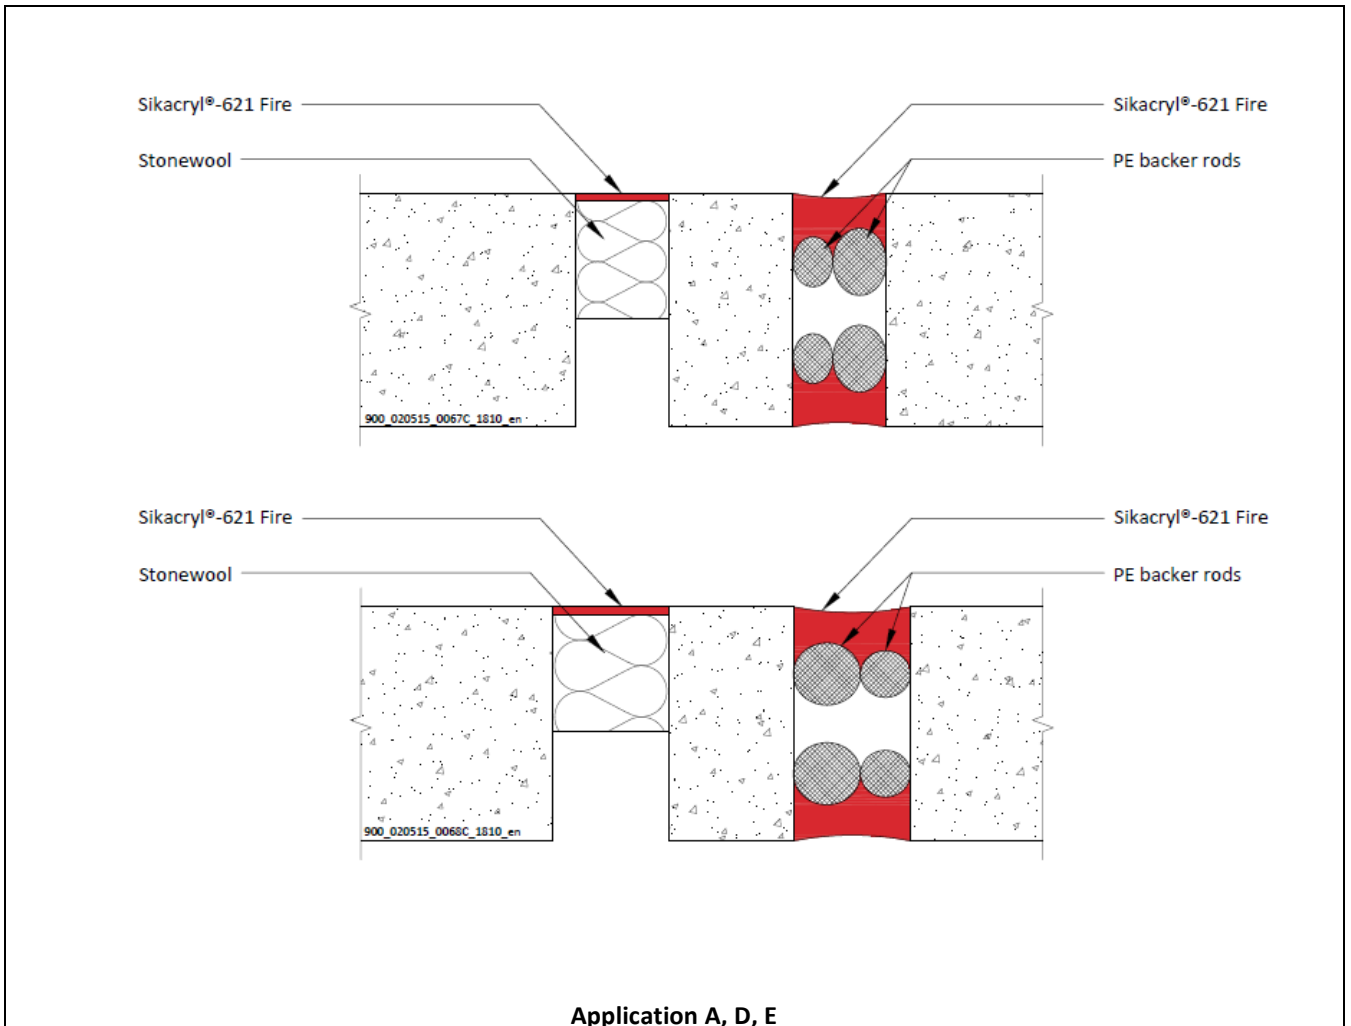 Sikacryl®-621 Fire
Sikacryl®-621 Fire
Stonewool
PE backer rods
900_020515_0067C_1810_en
Sikacryl®-621 Fire
Sikacryl®-621 Fire
Stonewool
PE backer rods
900_020515_0068C_1810_en
Application A, D, E